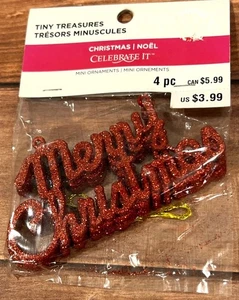 TINY TREASURES
TRÉSORS MINUSCULES
CHRISTMAS | NOËL
CELEBRATE IT™
MINI ORNAMENTS | MINI ORNEMENTS
4 pc
CAN $5.99
US $3.99
Merry
Christmas